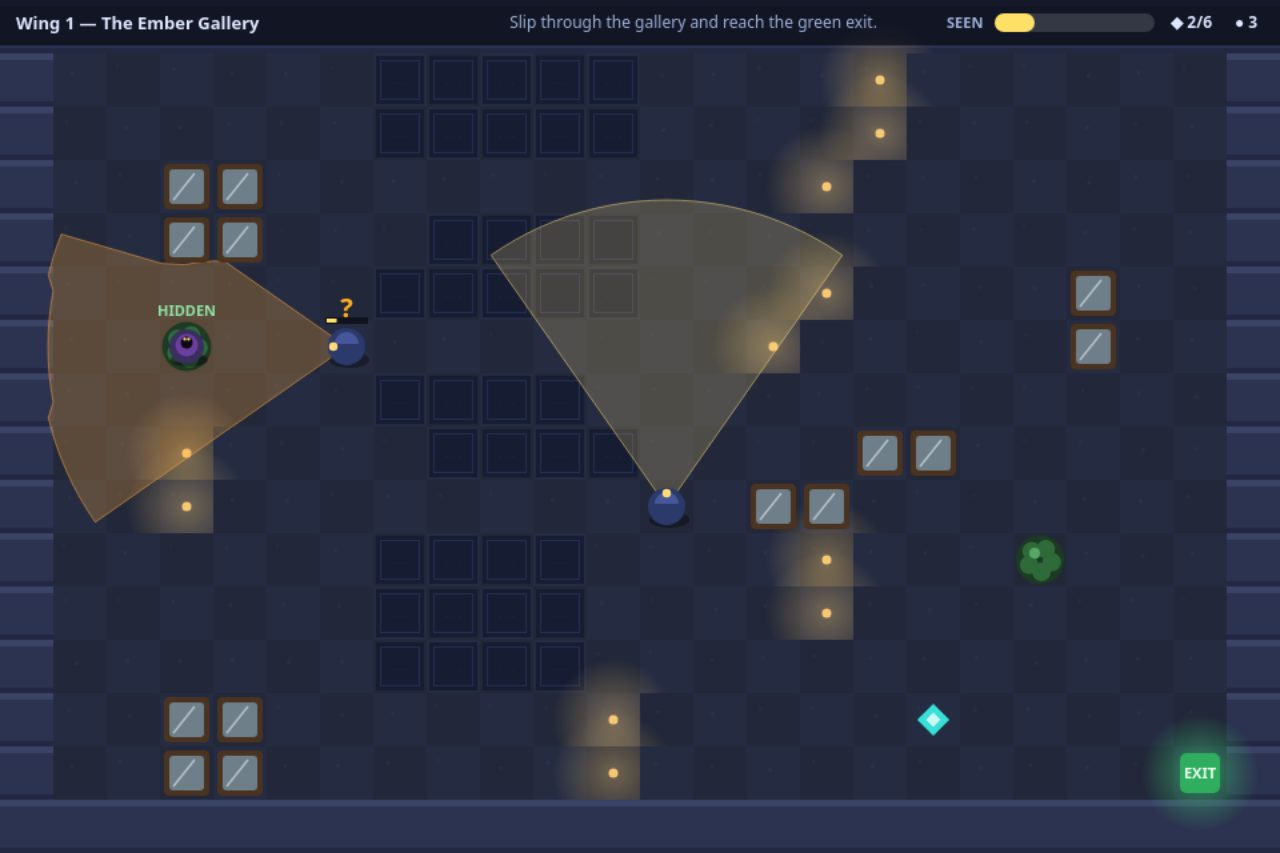 Wing 1 — The Ember Gallery
Slip through the gallery and reach the green exit.
SEEN
◆ 2/6
● 3
HIDDEN
?
EXIT